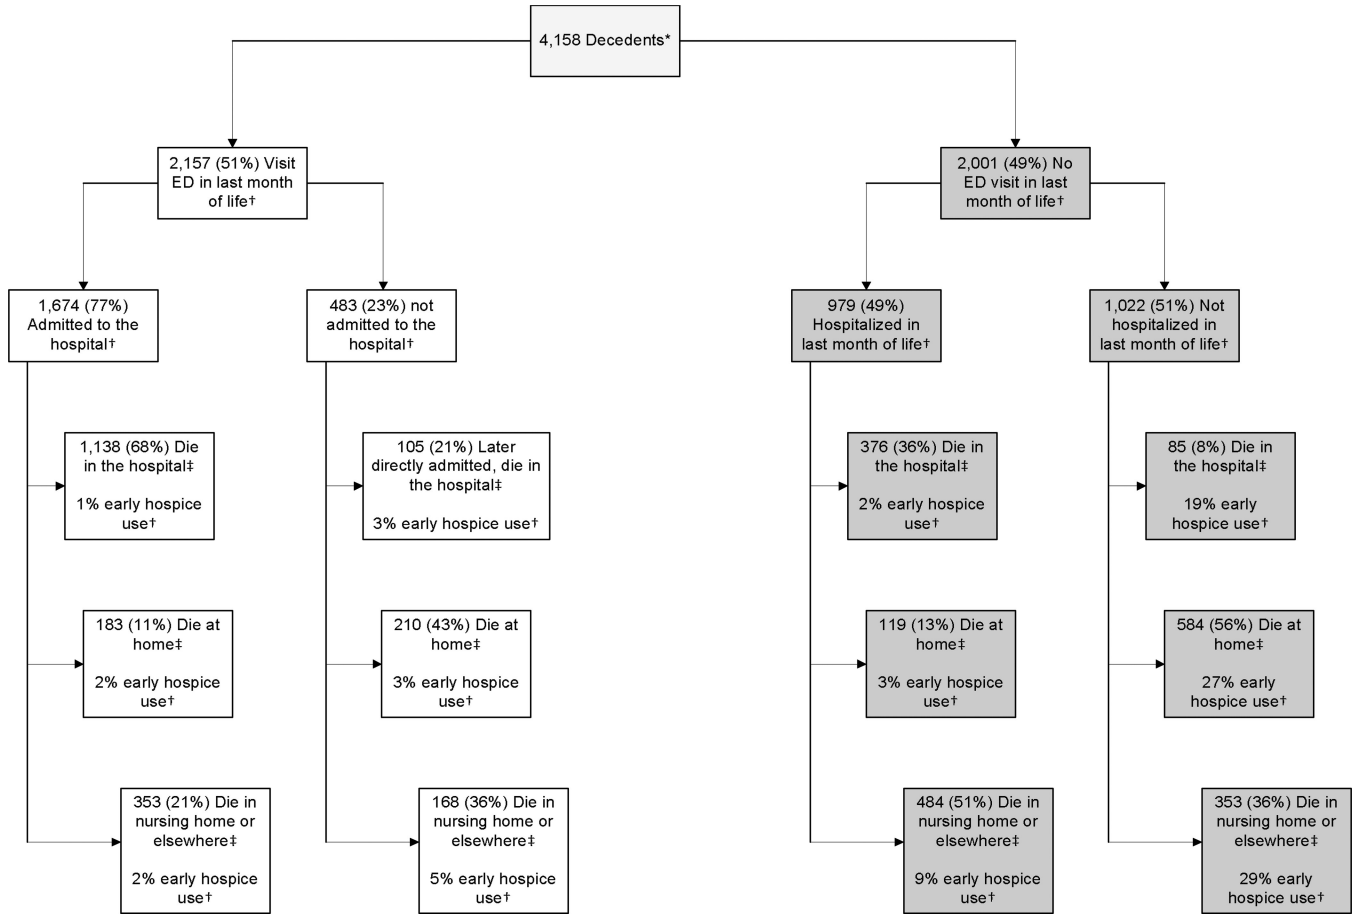 4,158 Decedents*
2,157 (51%) Visit
ED in last month
of life†
2,001 (49%) No
ED visit in last
month of life†
1,674 (77%)
Admitted to the
hospital†
483 (23%) not
admitted to the
hospital†
979 (49%)
Hospitalized in
last month of life†
1,022 (51%) Not
hospitalized in
last month of life†
1,138 (68%) Die
in the hospital‡
1% early hospice
use†
105 (21%) Later
directly admitted, die in
the hospital‡
3% early hospice use†
376 (36%) Die in
the hospital‡
2% early hospice
use†
85 (8%) Die in
the hospital‡
19% early
hospice use†
183 (11%) Die at
home‡
2% early hospice
use†
210 (43%) Die at
home‡
3% early hospice
use†
119 (13%) Die at
home‡
3% early hospice
use†
584 (56%) Die at
home‡
27% early
hospice use†
353 (21%) Die in
nursing home or
elsewhere‡
2% early hospice
use†
168 (36%) Die in
nursing home or
elsewhere‡
5% early hospice
use†
484 (51%) Die in
nursing home or
elsewhere‡
9% early hospice
use†
353 (36%) Die in
nursing home or
elsewhere‡
29% early
hospice use†